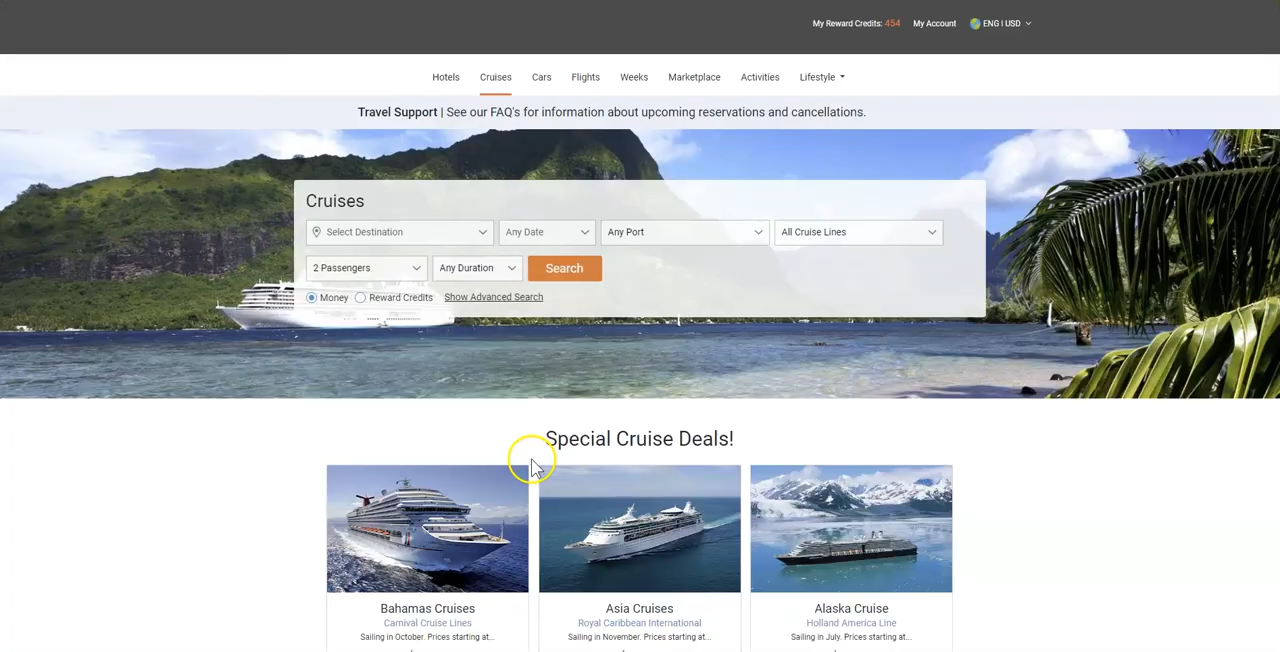 My Reward Credits: 454 My Account ENG | USD
Hotels Cruises Cars Flights Weeks Marketplace Activities Lifestyle
Travel Support | See our FAQ's for information about upcoming reservations and cancellations.
Cruises
Select Destination Any Date Any Port All Cruise Lines
2 Passengers Any Duration Search
Money Reward Credits Show Advanced Search
Special Cruise Deals!
Bahamas Cruises Asia Cruises Alaska Cruise
Carnival Cruise Lines Royal Caribbean International Holland America Line
Sailing in October. Prices starting at... Sailing in November. Prices starting at... Sailing in July. Prices starting at...